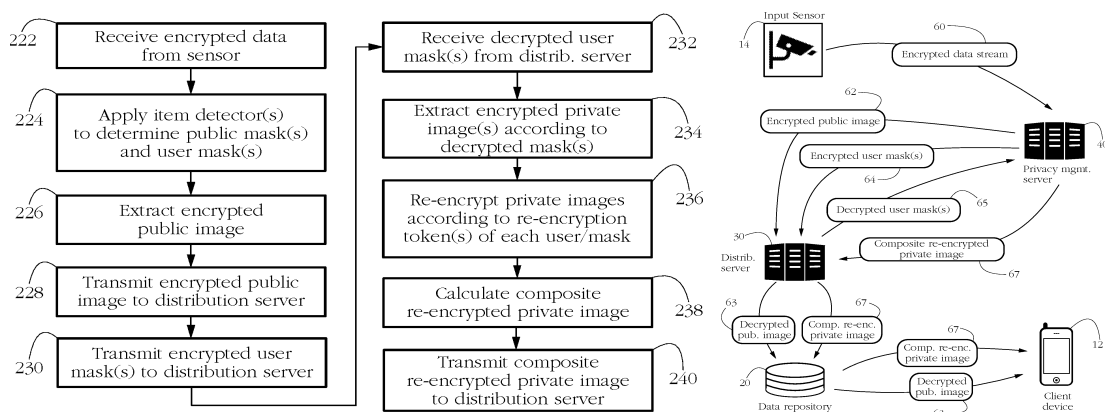 222
Receive encrypted data
from sensor
224
Apply item detector(s)
to determine public mask(s)
and user mask(s)
226
Extract encrypted
public image
228
Transmit encrypted public
image to distribution server
230
Transmit encrypted user
mask(s) to distribution server
232
Receive decrypted user
mask(s) from distrib. server
234
Extract encrypted private
image(s) according to
decrypted mask(s)
236
Re-encrypt private images
according to re-encryption
token(s) of each user/mask
238
Calculate composite
re-encrypted private image
240
Transmit composite
re-encrypted private image
to distribution server
Input Sensor
14
60
Encrypted data stream
62
Encrypted public image
40
Encrypted user mask(s)
64
Privacy mgmt.
server
Decrypted user mask(s)
65
30
Distrib.
server
Composite re-encrypted
private image
67
63
Decrypted
pub. image
67
Comp. re-enc.
private image
67
Comp. re-enc.
private image
12
20
Data repository
Decrypted
pub. image
Client
device